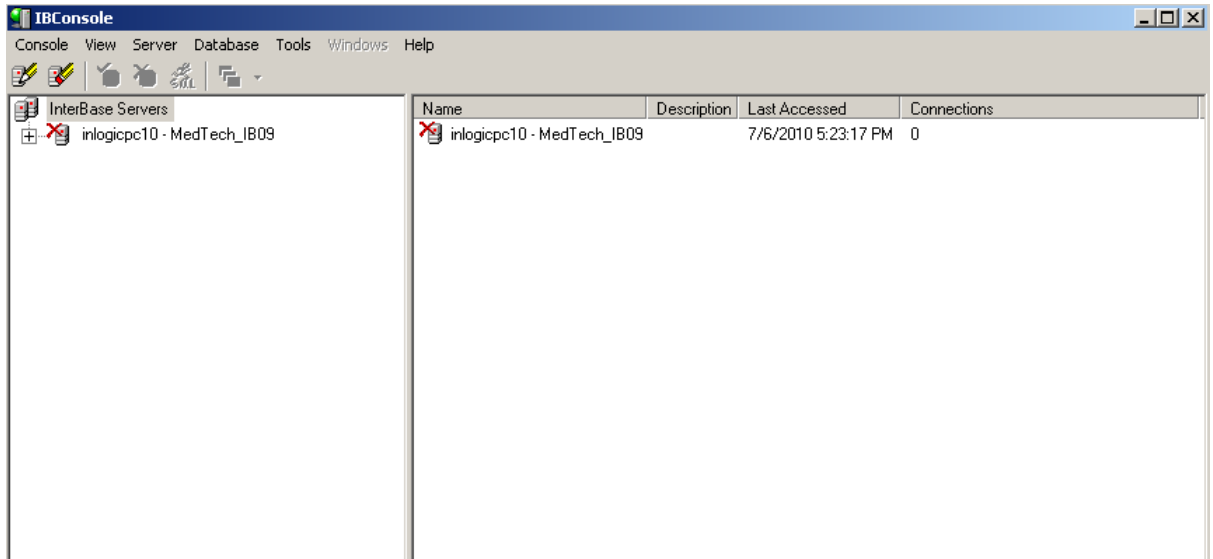 IBConsole
Console View Server Database Tools Windows Help
SQL
InterBase Servers
inlogicpc10 - MedTech_IB09
Name Description Last Accessed Connections
inlogicpc10 - MedTech_IB09 7/6/2010 5:23:17 PM 0